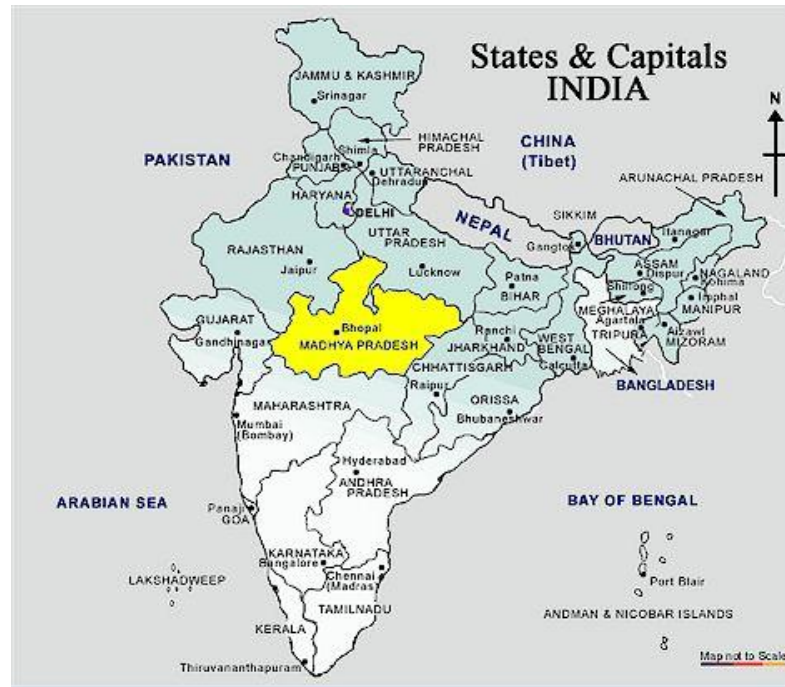 States & Capitals
INDIA
N
JAMMU & KASHMIR
Srinagar
HIMACHAL
PRADESH
CHINA
(Tibet)
PAKISTAN
Shimla
Chandigarh
PUNJAB
UTTARANCHAL
Dehradun
ARUNACHAL PRADESH
HARYANA
DELHI
NEPAL
SIKKIM
Itanagar
RAJASTHAN
UTTAR
PRADESH
Gangtok
BHUTAN
Jaipur
Lucknow
ASSAM
Dispur
NAGALAND
Kohima
Patna
BIHAR
Shillong
Imphal
MANIPUR
MEGHALAYA
GUJARAT
Gandhinagar
Bhopal
MADHYA PRADESH
Ranchi
JHARKHAND
WEST
BENGAL
Calcutta
Agartala
TRIPURA
Aizawl
MIZORAM
CHHATTISGARH
Raipur
BANGLADESH
MAHARASHTRA
ORISSA
Bhubaneshwar
Mumbai
(Bombay)
Hyderabad
ANDHRA
PRADESH
ARABIAN SEA
BAY OF BENGAL
Panaji
GOA
KARNATAKA
Bangalore
LAKSHADWEEP
Chennai
(Madras)
Port Blair
TAMILNADU
ANDMAN & NICOBAR ISLANDS
KERALA
Thiruvananthapuram
Map not to Scale